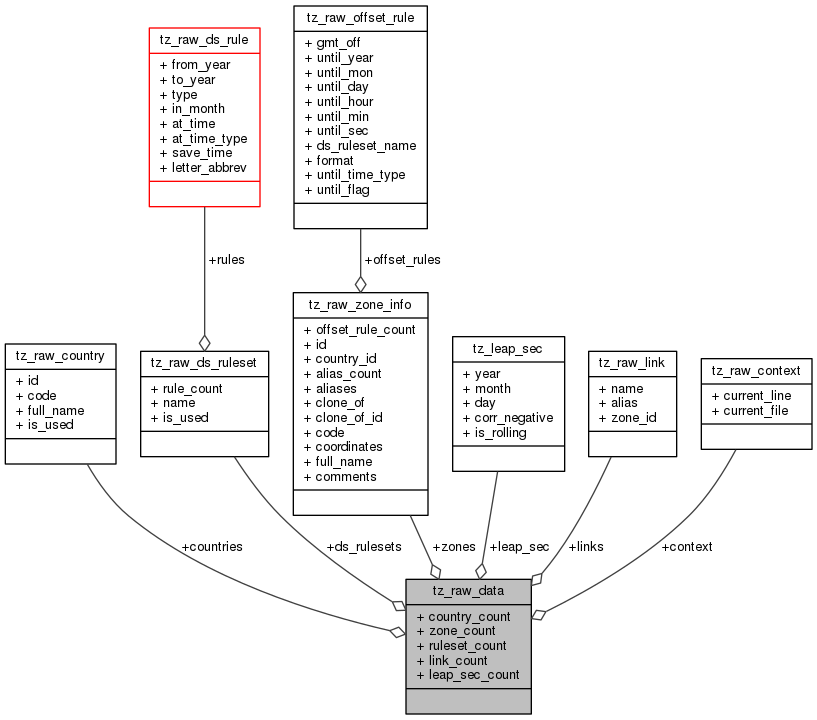 tz_raw_offset_rule
+ gmt_off
+ until_year
+ until_mon
+ until_day
+ until_hour
+ until_min
+ until_sec
+ ds_ruleset_name
+ format
+ until_time_type
+ until_flag
tz_raw_ds_rule
+ from_year
+ to_year
+ type
+ in_month
+ at_time
+ at_time_type
+ save_time
+ letter_abbrev
+rules
+offset_rules
tz_raw_country
+ id
+ code
+ full_name
+ is_used
tz_raw_ds_ruleset
+ rule_count
+ name
+ is_used
tz_raw_zone_info
+ offset_rule_count
+ id
+ country_id
+ alias_count
+ aliases
+ clone_of
+ clone_of_id
+ code
+ coordinates
+ full_name
+ comments
tz_leap_sec
+ year
+ month
+ day
+ corr_negative
+ is_rolling
tz_raw_link
+ name
+ alias
+ zone_id
tz_raw_context
+ current_line
+ current_file
+countries
+ds_rulesets
+zones
+leap_sec
+links
+context
tz_raw_data
+ country_count
+ zone_count
+ ruleset_count
+ link_count
+ leap_sec_count